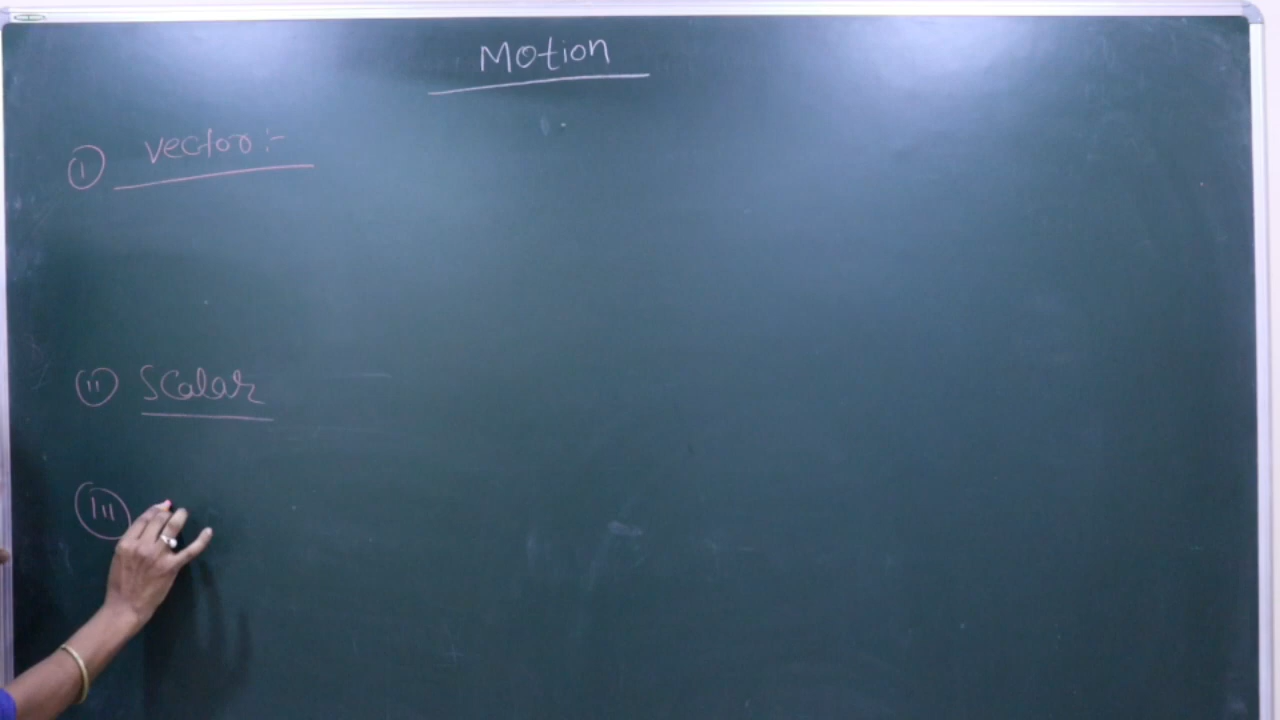 Motion
(i) Vector :-
(ii) Scalar
(iii)